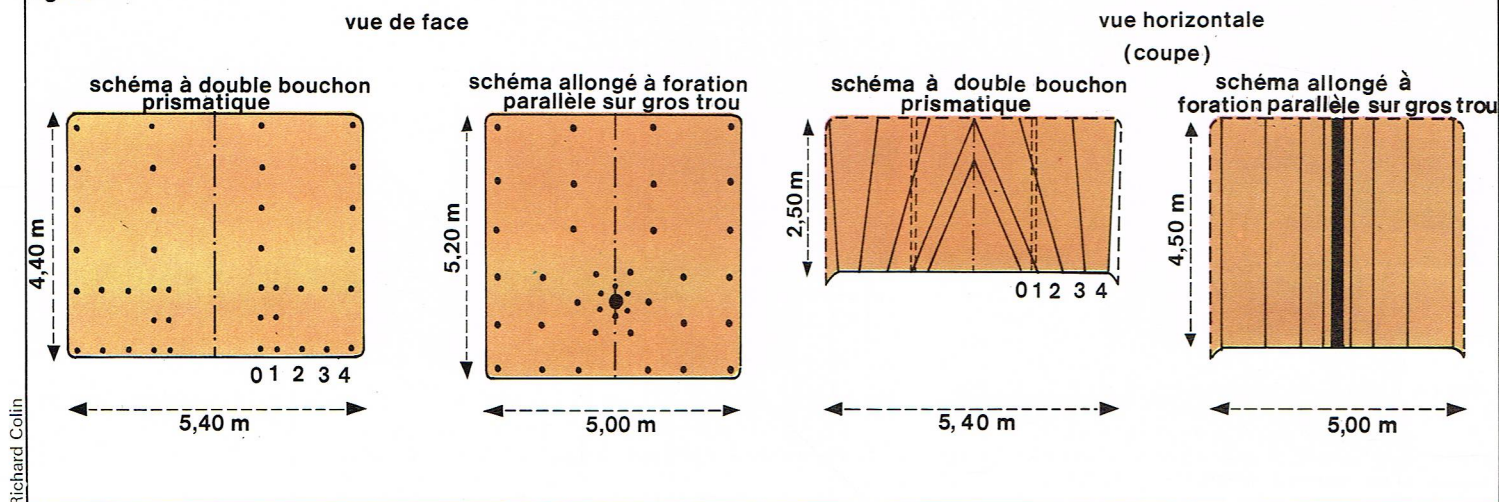 vue de face
vue horizontale
(coupe)
schéma à double bouchon
prismatique
schéma allongé à foration
parallèle sur gros trou
schéma à double bouchon
prismatique
schéma allongé à
foration parallèle sur gros trou
4,40 m
5,20 m
2,50 m
4,50 m
0 1 2 3 4
0 1 2 3 4
5,40 m
5,00 m
5,40 m
5,00 m
Richard Colin